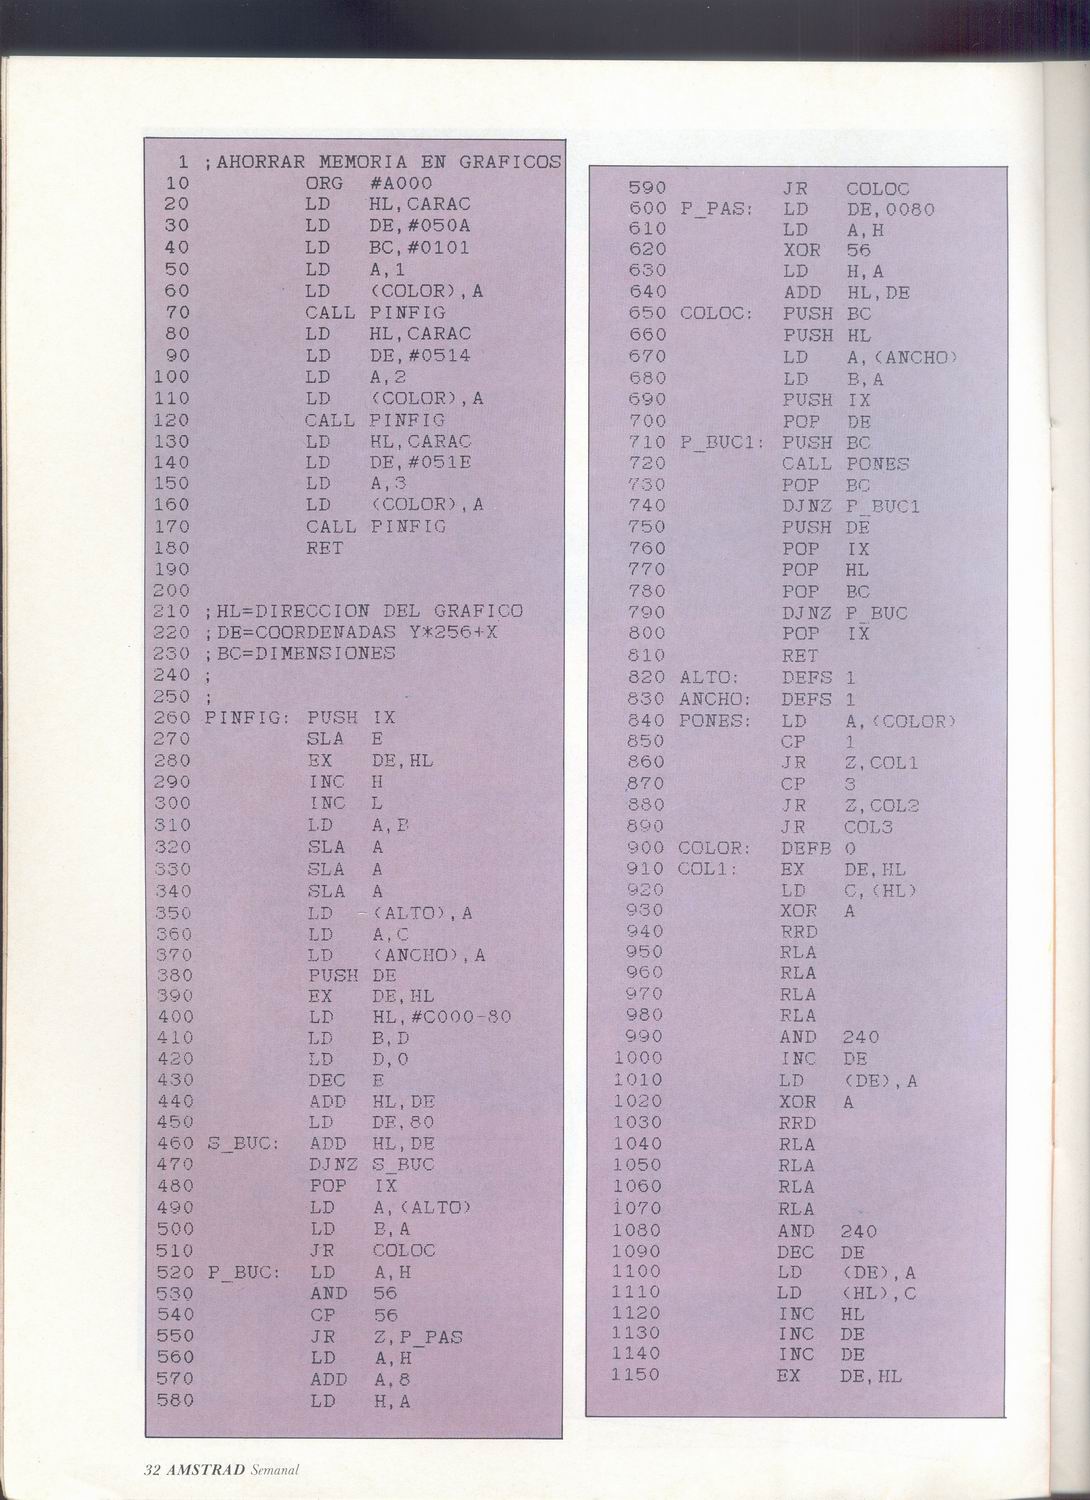 1 ;AHORRAR MEMORIA EN GRAFICOS
10 ORG #A000
20 LD HL,CARAC
30 LD DE,#050A
40 LD BC,#0101
50 LD A,1
60 LD (COLOR),A
70 CALL PINFIG
80 LD HL,CARAC
90 LD DE,#0514
100 LD A,2
110 LD (COLOR),A
120 CALL PINFIG
130 LD HL,CARAC
140 LD DE,#051E
150 LD A,3
160 LD (COLOR),A
170 CALL PINFIG
180 RET
190
200
210 ;HL=DIRECCION DEL GRAFICO
220 ;DE=COORDENADAS Y*256+X
230 ;BC=DIMENSIONES
240 ;
250 ;
260 PINFIG: PUSH IX
270 SLA E
280 EX DE,HL
290 INC H
300 INC L
310 LD A,B
320 SLA A
330 SLA A
340 SLA A
350 LD (ALTO),A
360 LD A,C
370 LD (ANCHO),A
380 PUSH DE
390 EX DE,HL
400 LD HL,#C000-80
410 LD B,D
420 LD D,0
430 DEC E
440 ADD HL,DE
450 LD DE,80
460 S_BUC: ADD HL,DE
470 DJNZ S_BUC
480 POP IX
490 LD A,(ALTO)
500 LD B,A
510 JR COLOC
520 P_BUC: LD A,H
530 AND 56
540 CP 56
550 JR Z,P_PAS
560 LD A,H
570 ADD A,8
580 LD H,A
590 JR COLOC
600 P_PAS: LD DE,0080
610 LD A,H
620 XOR 56
630 LD H,A
640 ADD HL,DE
650 COLOC: PUSH BC
660 PUSH HL
670 LD A,(ANCHO)
680 LD B,A
690 PUSH IX
700 POP DE
710 P_BUC1: PUSH BC
720 CALL PONES
730 POP BC
740 DJNZ P_BUC1
750 PUSH DE
760 POP IX
770 POP HL
780 POP BC
790 DJNZ P_BUC
800 POP IX
810 RET
820 ALTO: DEFS 1
830 ANCHO: DEFS 1
840 PONES: LD A,(COLOR)
850 CP 1
860 JR Z,COL1
870 CP 3
880 JR Z,COL2
890 JR COL3
900 COLOR: DEFB 0
910 COL1: EX DE,HL
920 LD C,(HL)
930 XOR A
940 RRD
950 RLA
960 RLA
970 RLA
980 RLA
990 AND 240
1000 INC DE
1010 LD (DE),A
1020 XOR A
1030 RRD
1040 RLA
1050 RLA
1060 RLA
1070 RLA
1080 AND 240
1090 DEC DE
1100 LD (DE),A
1110 LD (HL),C
1120 INC HL
1130 INC DE
1140 INC DE
1150 EX DE,HL
32 AMSTRAD Semanal